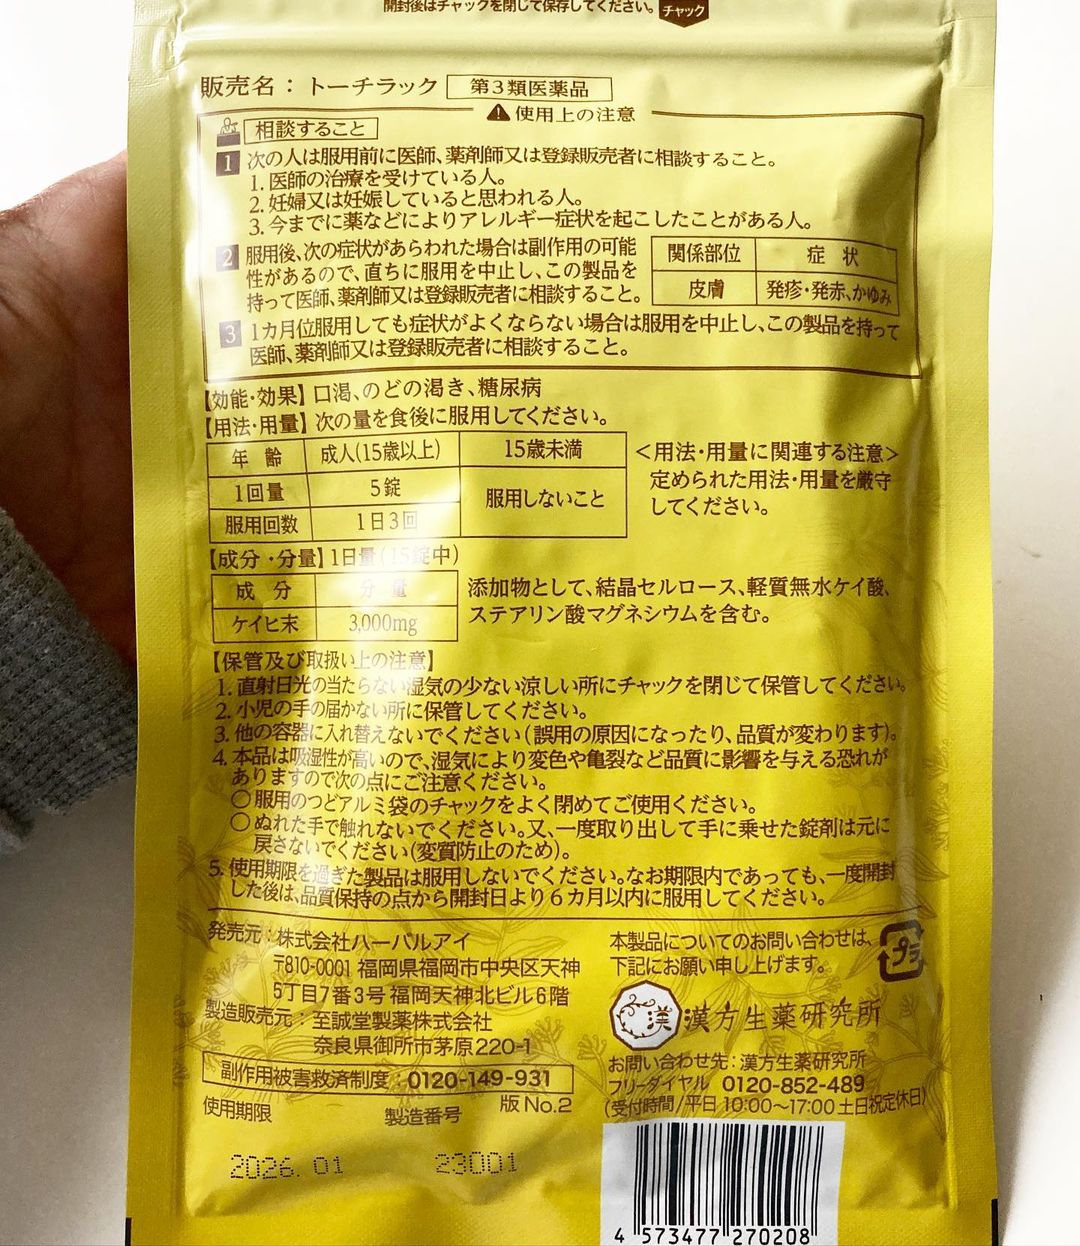 開封後はチャックを閉じて保存してください。 チャック
販売名： トーチラック 第3類医薬品
使用上の注意
相談すること
1 次の人は服用前に医師、薬剤師又は登録販売者に相談すること。
1. 医師の治療を受けている人。
2. 妊婦又は妊娠していると思われる人。
3. 今までに薬などによりアレルギー症状を起こしたことがある人。
2 服用後、次の症状があらわれた場合は副作用の可能
性があるので、直ちに服用を中止し、この製品を
持って医師、薬剤師又は登録販売者に相談すること。
関係部位 症 状
皮膚 発疹・発赤、かゆみ
3 1カ月位服用しても症状がよくならない場合は服用を中止し、この製品を持って
医師、薬剤師又は登録販売者に相談すること。
【効能・効果】 口渇、のどの渇き、糖尿病
【用法・用量】 次の量を食後に服用してください。
年 齢 成人(15歳以上) 15歳未満
1回量 5錠 服用しないこと
服用回数 1日3回
＜用法・用量に関連する注意＞
定められた用法・用量を厳守
してください。
【成分・分量】 1日量(15錠中)
成 分 分 量
ケイヒ末 3,000mg
添加物として、結晶セルロース、軽質無水ケイ酸、
ステアリン酸マグネシウムを含む。
【保管及び取扱い上の注意】
1. 直射日光の当たらない湿気の少ない涼しい所にチャックを閉じて保管してください。
2. 小児の手の届かない所に保管してください。
3. 他の容器に入れ替えないでください(誤用の原因になったり、品質が変わります)。
4. 本品は吸湿性が高いので、湿気により変色や亀裂など品質に影響を与える恐れが
ありますので次の点にご注意ください。
○服用のつどアルミ袋のチャックをよく閉めてご使用ください。
○ぬれた手で触れないでください。又、一度取り出して手に乗せた錠剤は元に
戻さないでください(変質防止のため)。
5. 使用期限を過ぎた製品は服用しないでください。なお期限内であっても、一度開封
した後は、品質保持の点から開封日より6カ月以内に服用してください。
発売元：株式会社ハーバルアイ
〒810-0001 福岡県福岡市中央区天神
5丁目7番3号 福岡天神北ビル6階
製造販売元：至誠堂製薬株式会社
奈良県御所市茅原220-1
副作用被害救済制度：0120-149-931
使用期限 製造番号 版No.2
2026.01 23001
本製品についてのお問い合わせは、
下記にお願い申し上げます。
プラ
漢 漢方生薬研究所
お問い合わせ先：漢方生薬研究所
フリーダイヤル 0120-852-489
(受付時間/平日10:00～17:00 土日祝定休日)
4 573477 270208